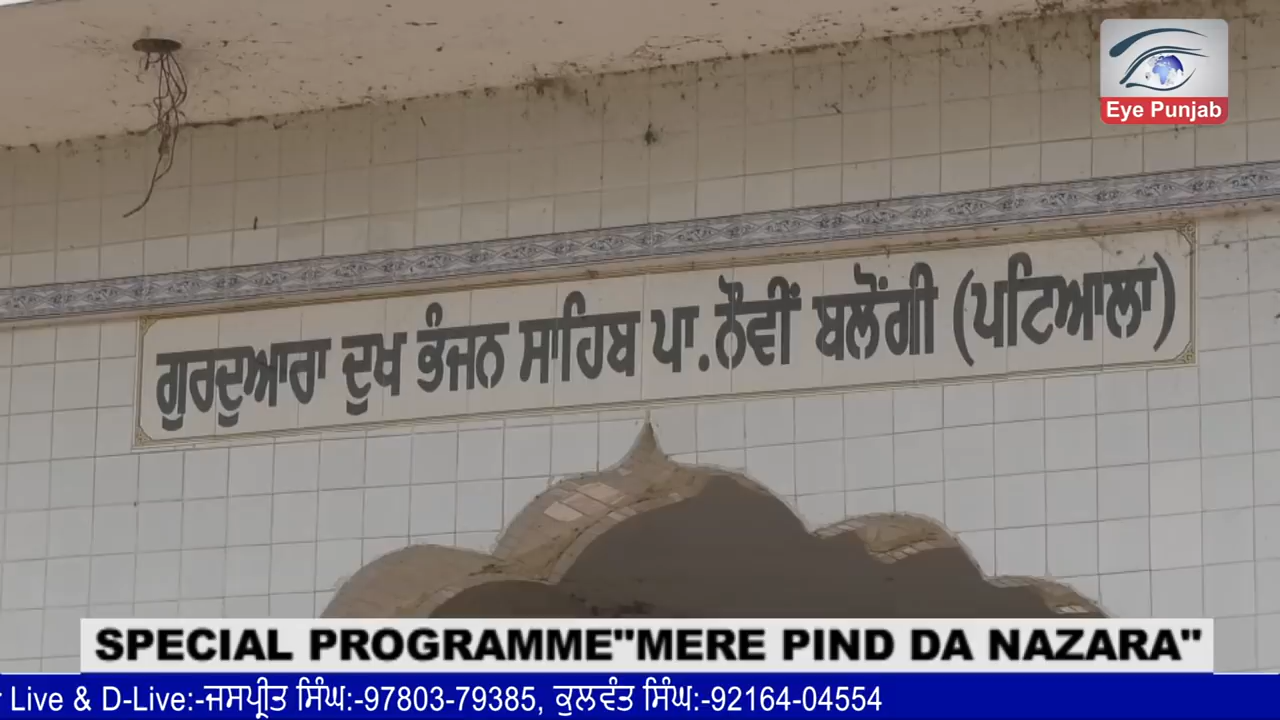 Eye Punjab
ਗੁਰਦੁਆਰਾ ਦੁਖ ਭੰਜਨ ਸਾਹਿਬ ਪਾ.ਨੌਵੀਂ ਬਲੌਂਗੀ (ਪਟਿਆਲਾ)
SPECIAL PROGRAMME"MERE PIND DA NAZARA"
Live & D-Live:-ਜਸਪ੍ਰੀਤ ਸਿੰਘ:-97803-79385, ਕੁਲਵੰਤ ਸਿੰਘ:-92164-04554